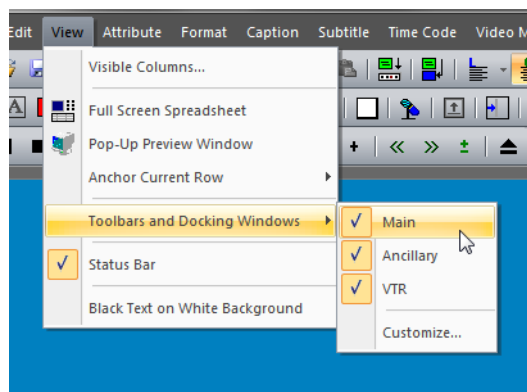 Edit View Attribute Format Caption Subtitle Time Code Video M
Visible Columns...
A
Full Screen Spreadsheet
Pop-Up Preview Window
Anchor Current Row
Toolbars and Docking Windows
Main
Ancillary
Status Bar
VTR
Black Text on White Background
Customize...